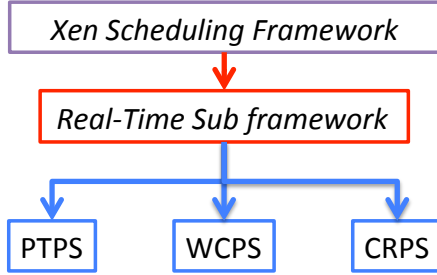 Xen Scheduling Framework
Real-Time Sub framework
PTPS WCPS CRPS